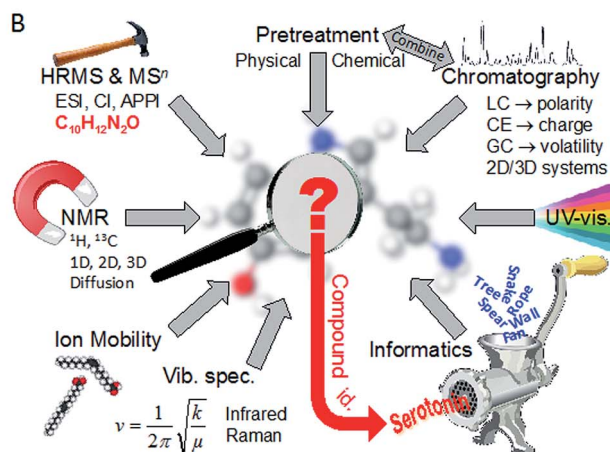 B
HRMS & MSⁿ
ESI, CI, APPI
C₁₀H₁₂N₂O
Pretreatment
Physical
Chemical
Combine
Chromatography
LC → polarity
CE → charge
GC → volatility
2D/3D systems
?
NMR
¹H, ¹³C
1D, 2D, 3D
Diffusion
UV-vis.
Ion Mobility
Vib. spec.
ν = 1/2π √k/μ
Infrared
Raman
Compound id.
Informatics
Snake
Tree
Rope
Spear
Wall
Fan
Serotonin